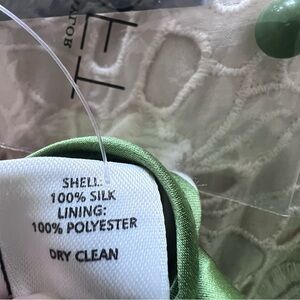 SHELL:
100% SILK
LINING:
100% POLYESTER
DRY CLEAN